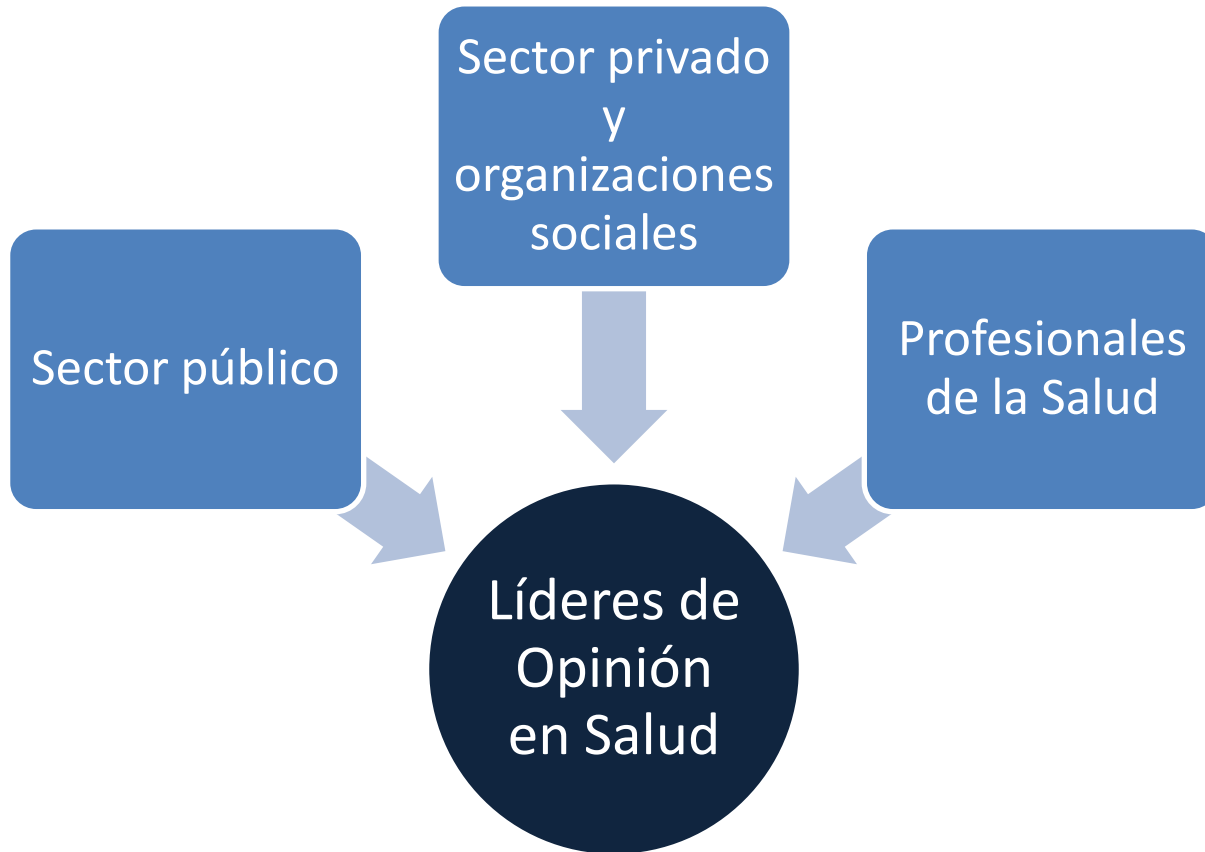 Sector privado
y
organizaciones
sociales
Sector público
Profesionales
de la Salud
Líderes de
Opinión
en Salud